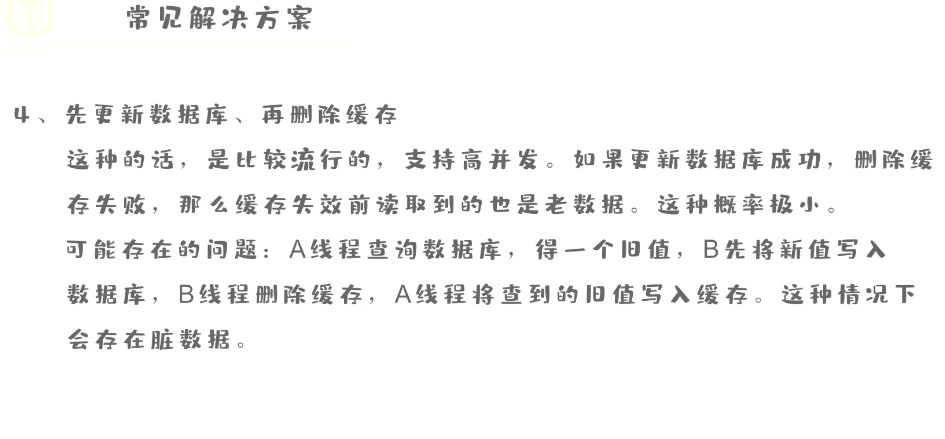 常见解决方案
4、先更新数据库、再删除缓存
这种的话，是比较流行的，支持高并发。如果更新数据库成功，删除缓
存失败，那么缓存失效前读取到的也是老数据。这种概率极小。
可能存在的问题：A线程查询数据库，得一个旧值，B先将新值写入
数据库，B线程删除缓存，A线程将查到的旧值写入缓存。这种情况下
会存在脏数据。